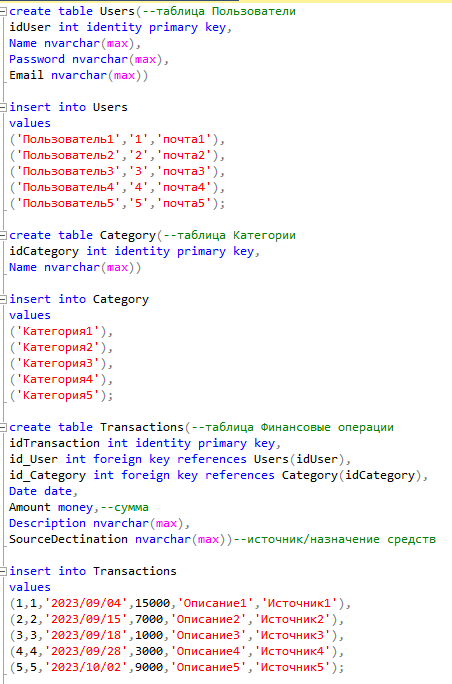 create table Users(--таблица Пользователи
idUser int identity primary key,
Name nvarchar(max),
Password nvarchar(max),
Email nvarchar(max))
insert into Users
values
('Пользователь1','1','почта1'),
('Пользователь2','2','почта2'),
('Пользователь3','3','почта3'),
('Пользователь4','4','почта4'),
('Пользователь5','5','почта5');
create table Category(--таблица Категории
idCategory int identity primary key,
Name nvarchar(max))
insert into Category
values
('Категория1'),
('Категория2'),
('Категория3'),
('Категория4'),
('Категория5');
create table Transactions(--таблица Финансовые операции
idTransaction int identity primary key,
id_User int foreign key references Users(idUser),
id_Category int foreign key references Category(idCategory),
Date date,
Amount money,--сумма
Description nvarchar(max),
SourceDectination nvarchar(max))--источник/назначение средств
insert into Transactions
values
(1,1,'2023/09/04',15000,'Описание1','Источник1'),
(2,2,'2023/09/15',7000,'Описание2','Источник2'),
(3,3,'2023/09/18',1000,'Описание3','Источник3'),
(4,4,'2023/09/28',3000,'Описание4','Источник4'),
(5,5,'2023/10/02',9000,'Описание5','Источник5');